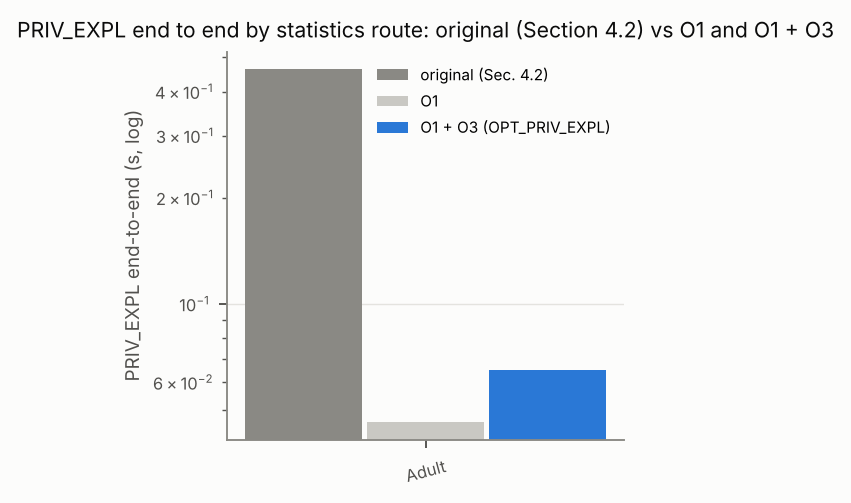 PRIV_EXPL end to end by statistics route: original (Section 4.2) vs O1 and O1 + O3
PRIV_EXPL end-to-end (s, log)
4 × 10⁻¹
3 × 10⁻¹
2 × 10⁻¹
10⁻¹
6 × 10⁻²
original (Sec. 4.2)
O1
O1 + O3 (OPT_PRIV_EXPL)
Adult